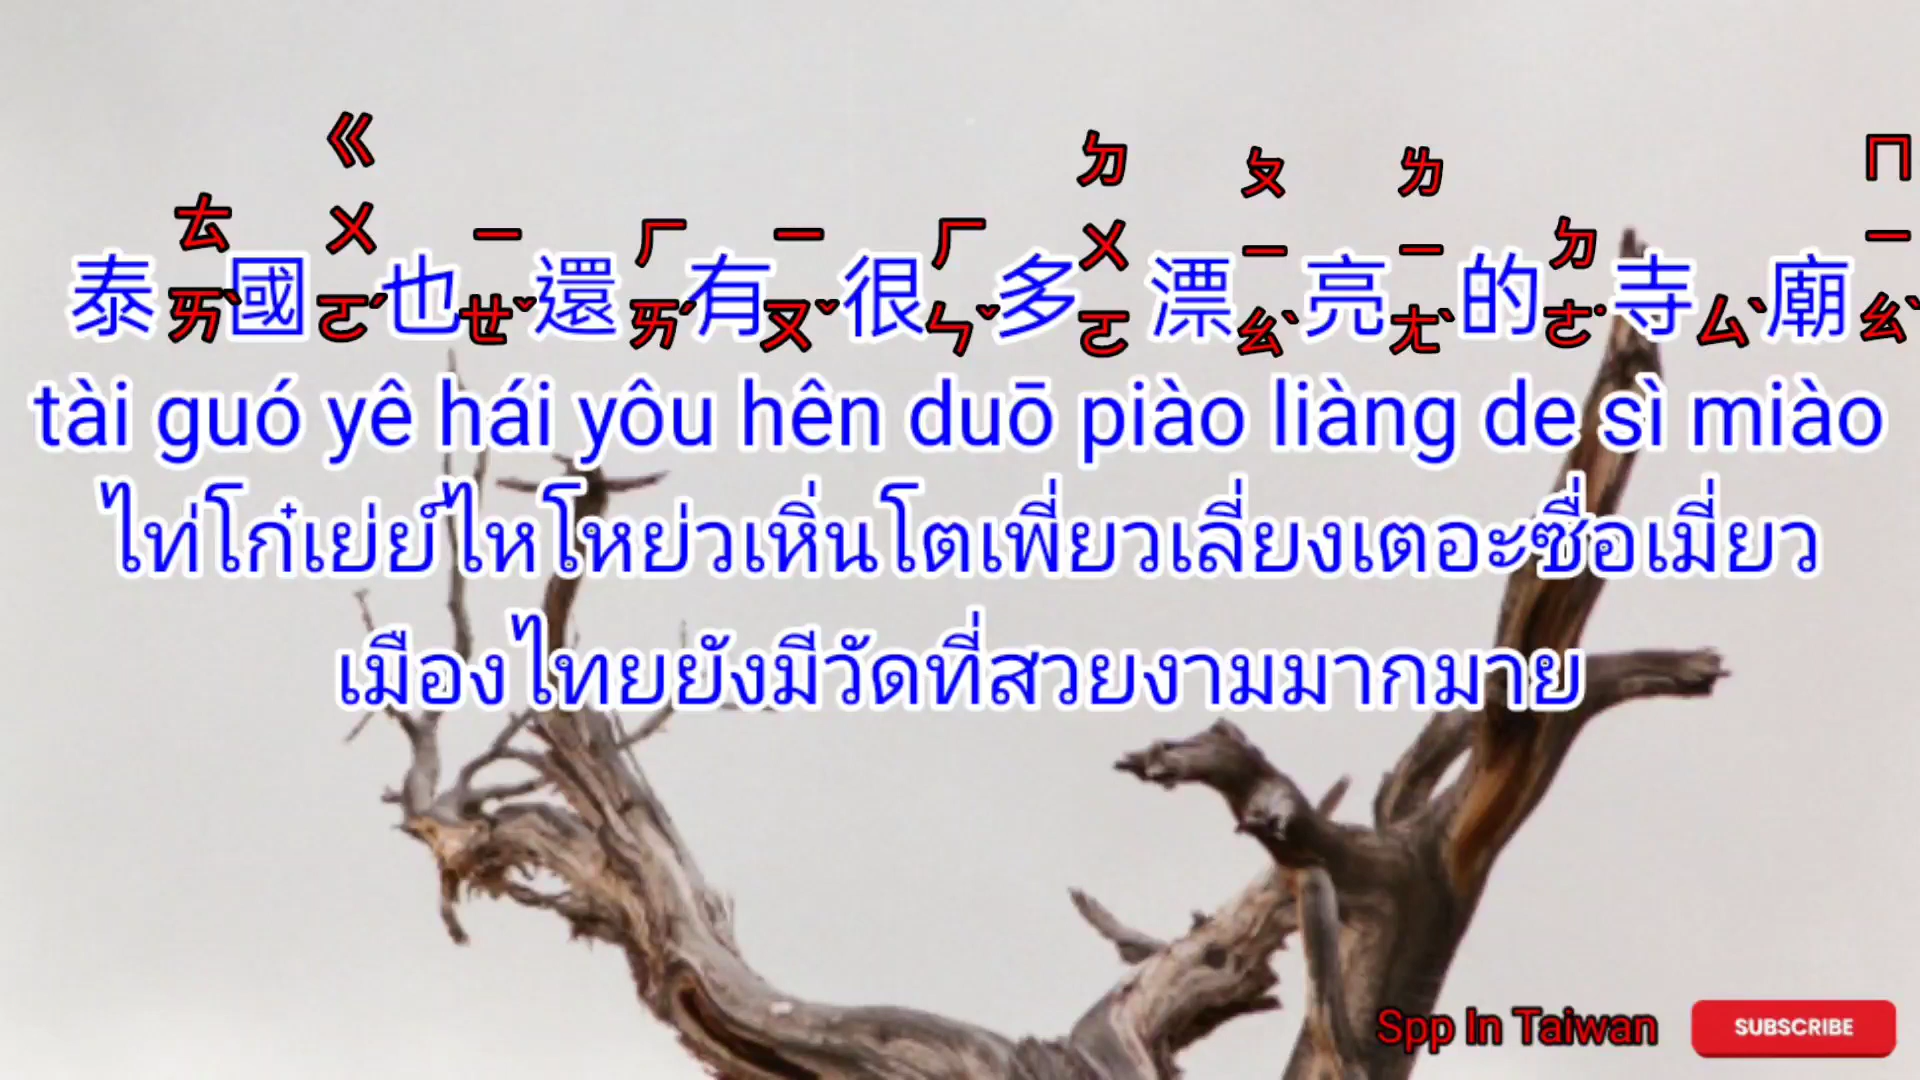 泰ㄊㄞˋ國ㄍㄨㄛˊ也ㄧㄝˇ還ㄏㄞˊ有ㄧㄡˇ很ㄏㄣˇ多ㄉㄨㄛ漂ㄆㄧㄠˋ亮ㄌㄧㄤˋ的ㄉㄜ˙寺ㄙˋ廟ㄇㄧㄠˋ
tài guó yê hái yôu hên duō piào liàng de sì miào
ไท่โก๋เย่ย์ไหโหย่วเหิ่นโตเพี่ยวเลี่ยงเตอะซื่อเมี่ยว
เมืองไทยยังมีวัดที่สวยงามมากมาย
Spp In Taiwan
SUBSCRIBE